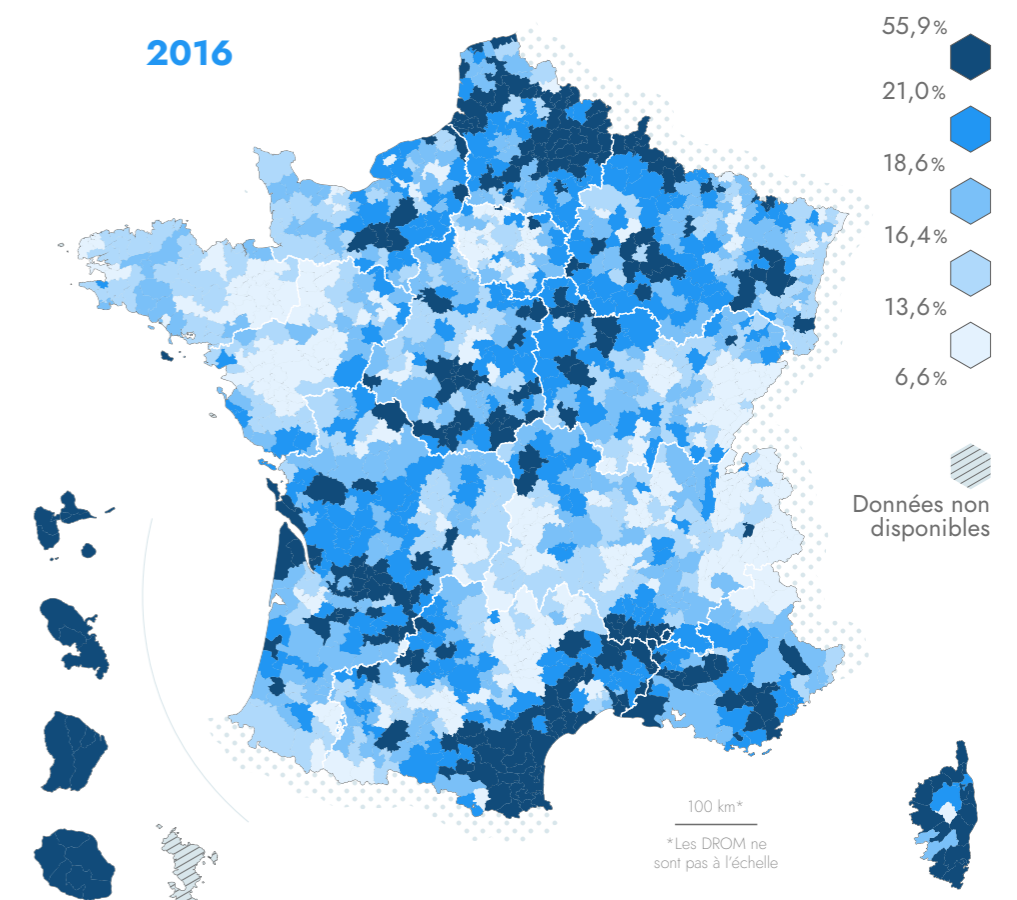 2016
55,9%
21,0%
18,6%
16,4%
13,6%
6,6%
Données non
disponibles
100 km*
*Les DROM ne
sont pas à l'échelle